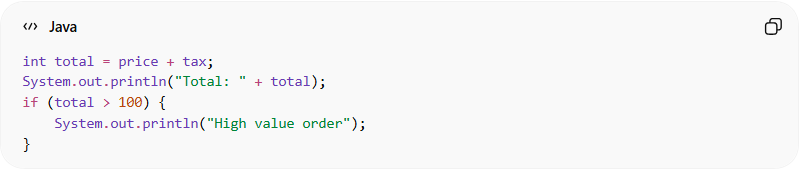 </> Java
int total = price + tax;
System.out.println("Total: " + total);
if (total > 100) {
    System.out.println("High value order");
}